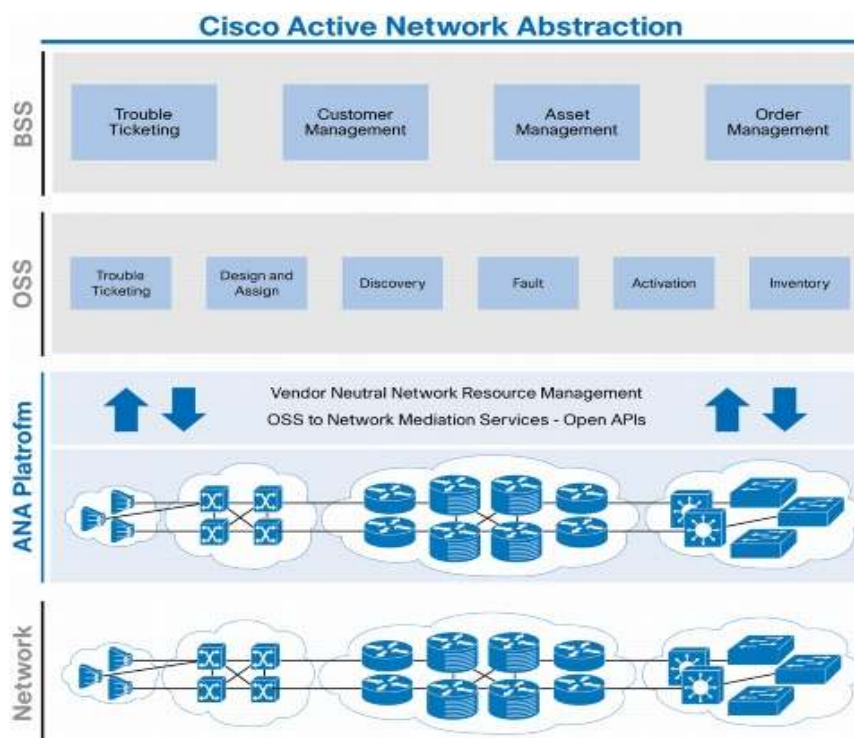 Cisco Active Network Abstraction
BSS
Trouble
Ticketing
Customer
Management
Asset
Management
Order
Management
OSS
Trouble
Ticketing
Design and
Assign
Discovery
Fault
Activation
Inventory
ANA Platrofm
Vendor Neutral Network Resource Management
OSS to Network Mediation Services - Open APIs
Network